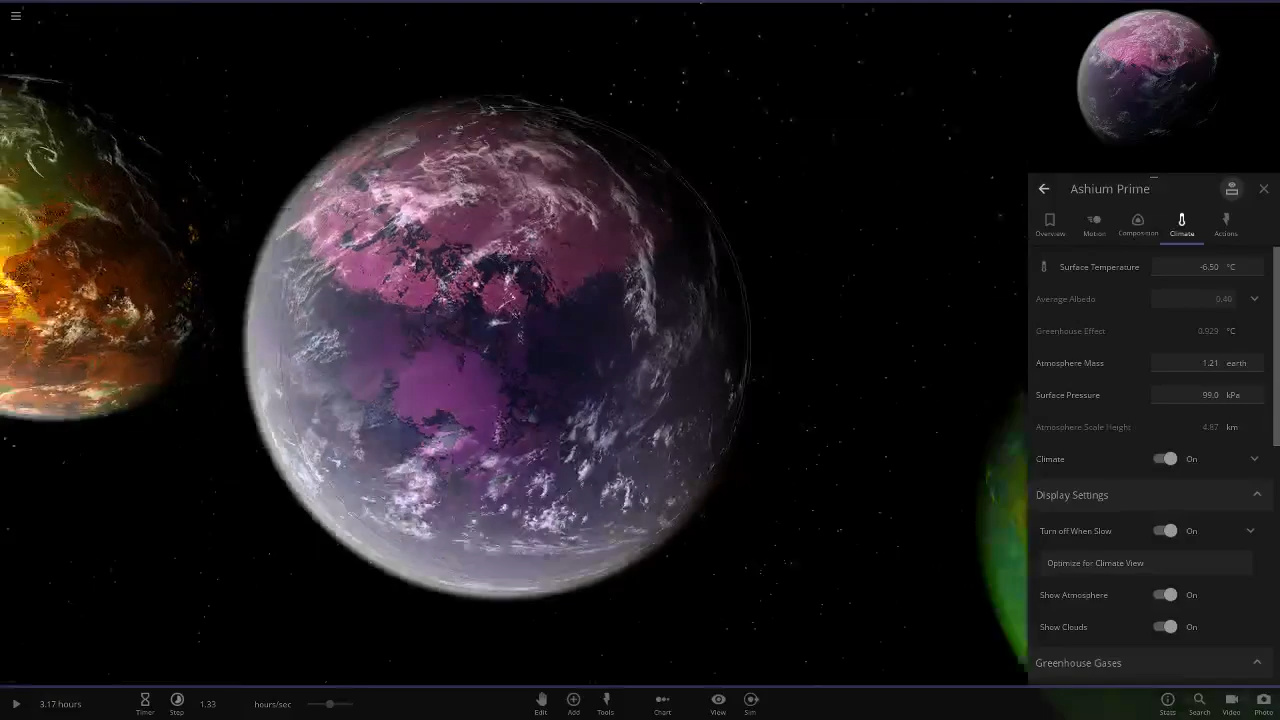 Ashium Prime
Overview Motion Composition Climate Actions
Surface Temperature -6.50 °C
Average Albedo 0.40
Greenhouse Effect 0.929 °C
Atmosphere Mass 1.21 earth
Surface Pressure 99.0 kPa
Atmosphere Scale Height 4.87 km
Climate On
Display Settings
Turn off When Slow On
Optimize for Climate View
Show Atmosphere On
Show Clouds On
Greenhouse Gases
3.17 hours Timer Step 1.33 hours/sec Edit Add Tools Chart View Sim Stats Search Video Photo